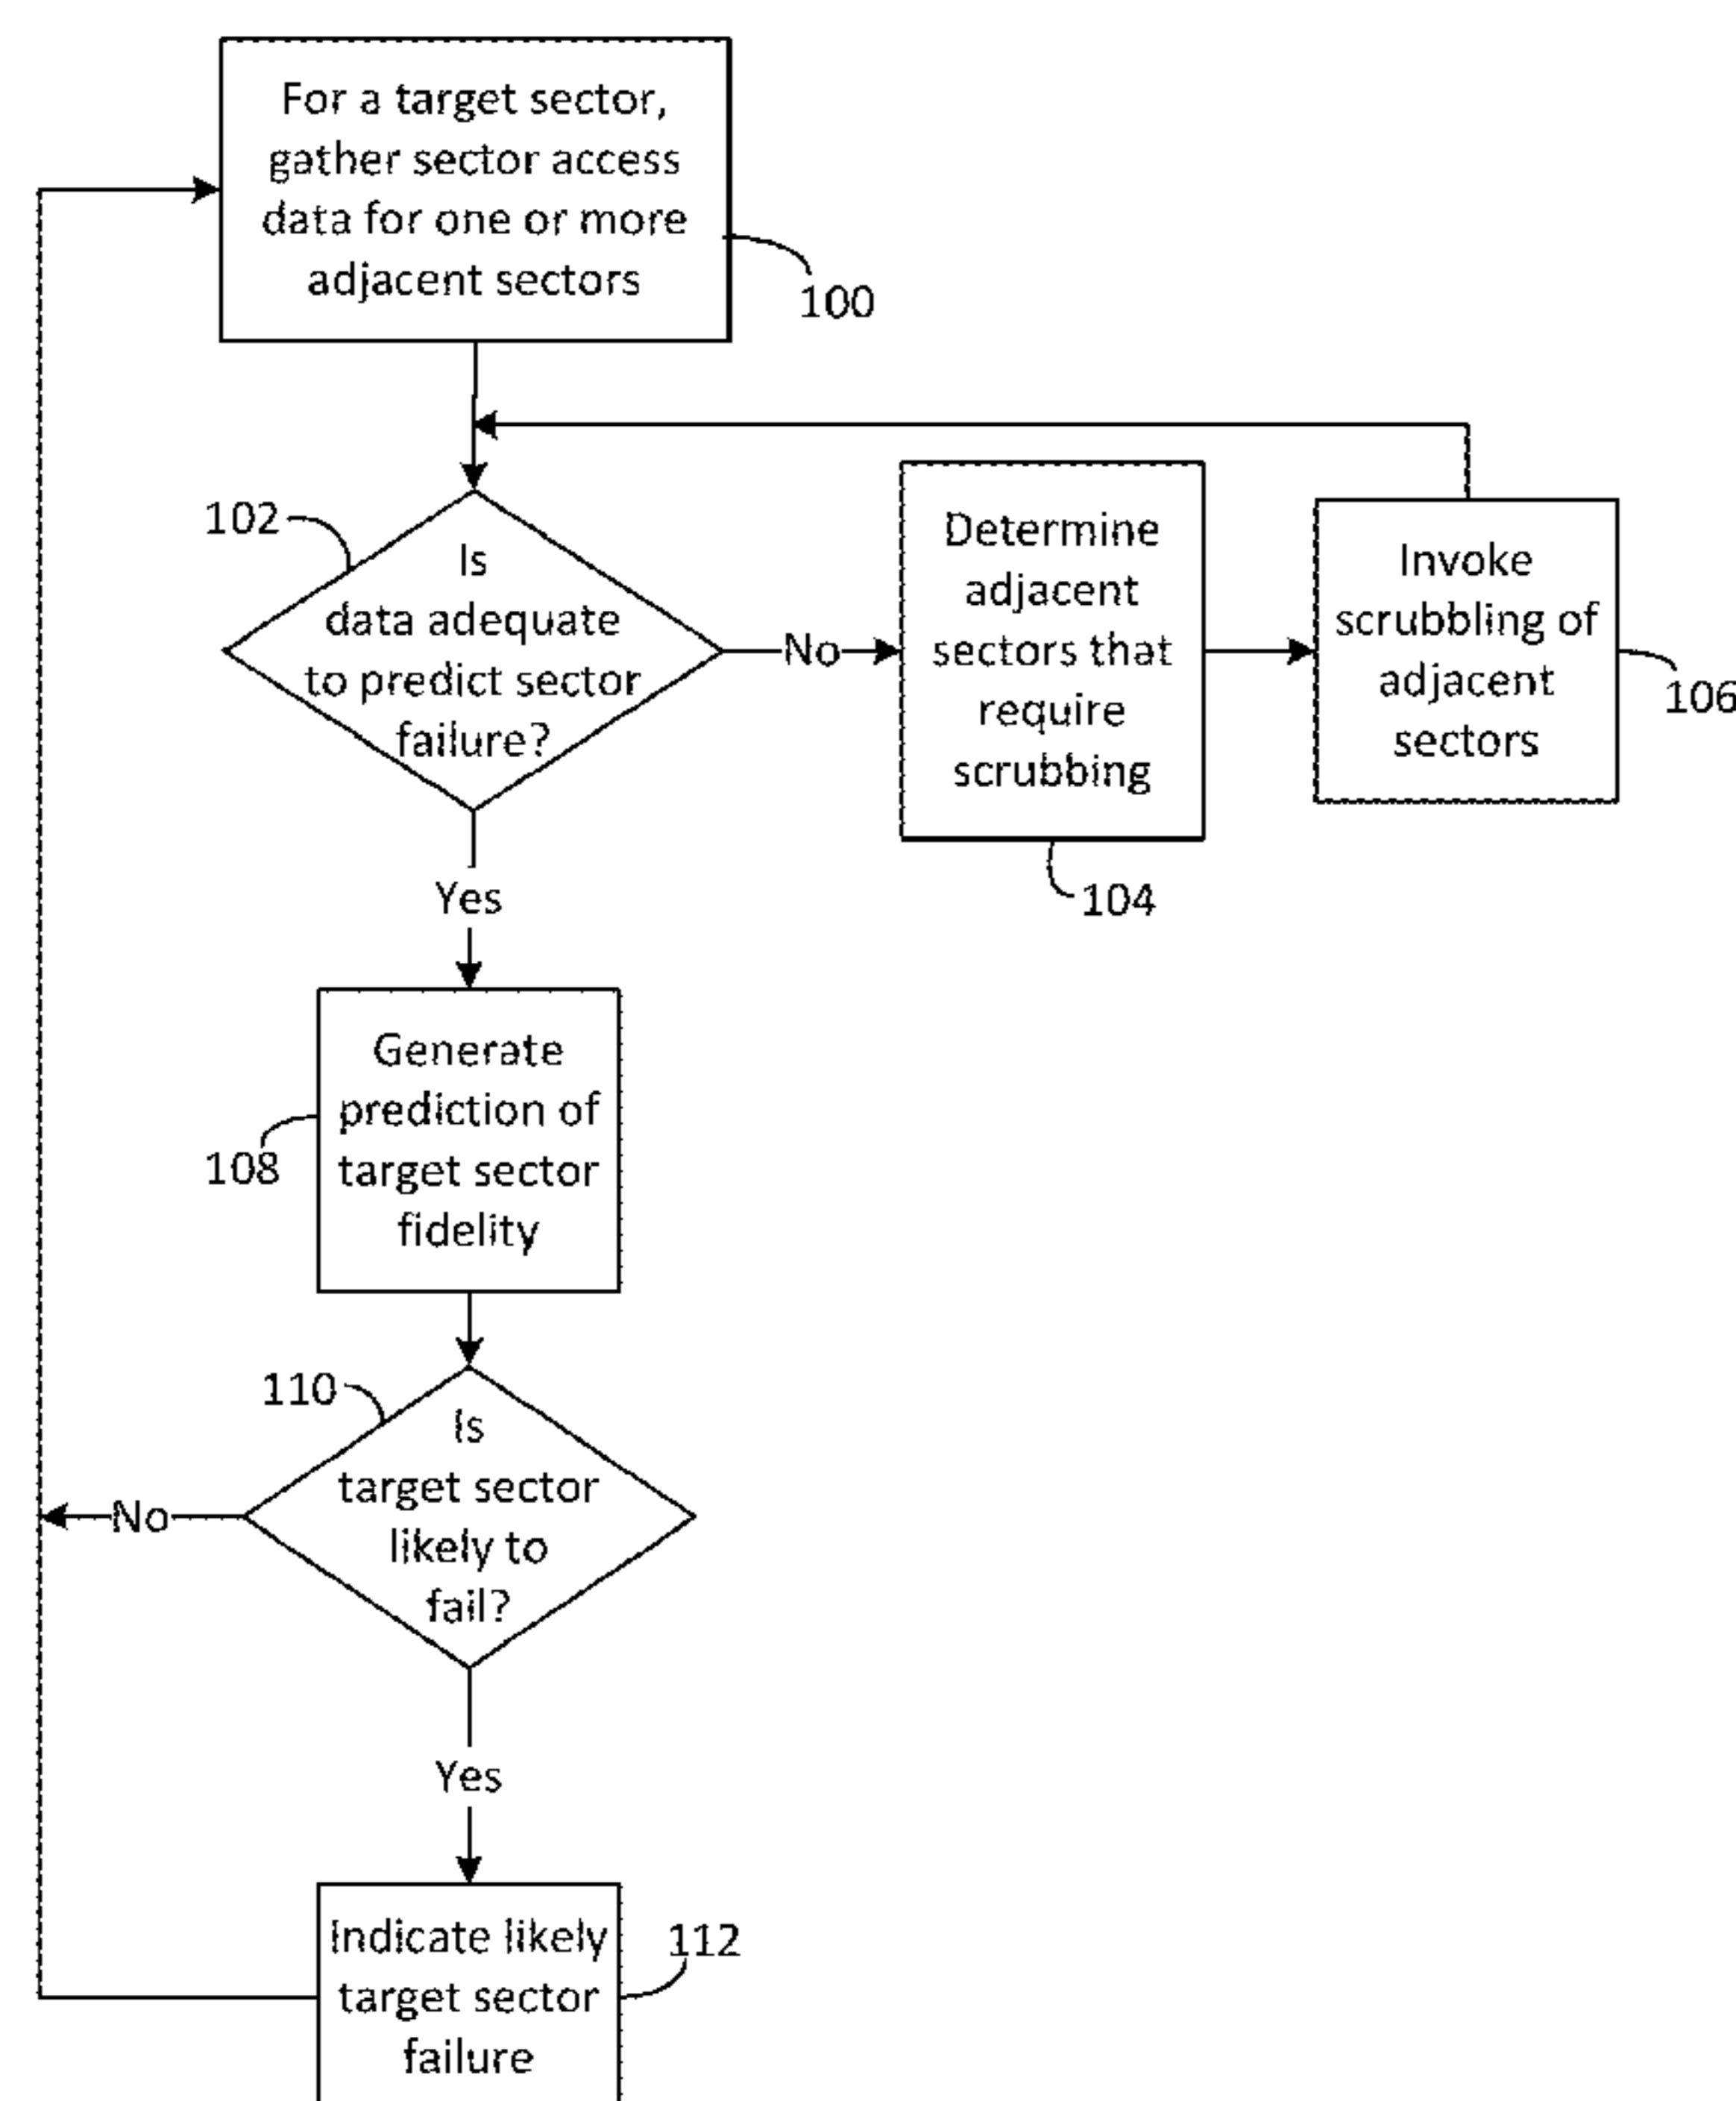 For a target sector,
gather sector access
data for one or more
adjacent sectors
100
102
Is
data adequate
to predict sector
failure?
No
Determine
adjacent
sectors that
require
scrubbing
104
Invoke
scrubbling of
adjacent
sectors
106
Yes
Generate
prediction of
target sector
fidelity
108
110
Is
target sector
likely to
fail?
No
Yes
Indicate likely
target sector
failure
112